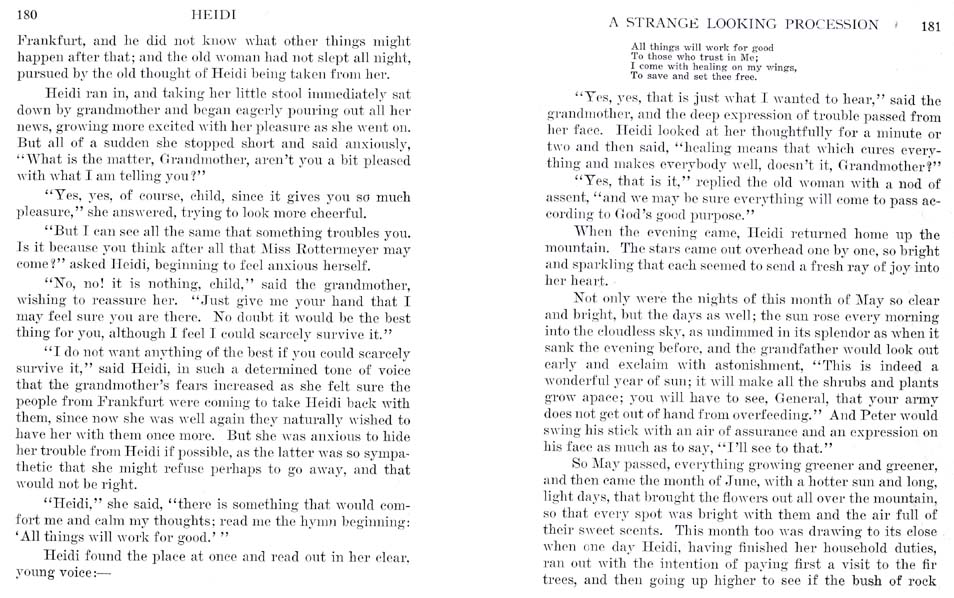 180 HEIDI
Frankfurt, and he did not know what other things might
happen after that; and the old woman had not slept all night,
pursued by the old thought of Heidi being taken from her.
Heidi ran in, and taking her little stool immediately sat
down by grandmother and began eagerly pouring out all her
news, growing more excited with her pleasure as she went on.
But all of a sudden she stopped short and said anxiously,
“What is the matter, Grandmother, aren’t you a bit pleased
with what I am telling you?”
“Yes, yes, of course, child, since it gives you so much
pleasure,” she answered, trying to look more cheerful.
“But I can see all the same that something troubles you.
Is it because you think after all that Miss Rottermeyer may
come?” asked Heidi, beginning to feel anxious herself.
“No, no! it is nothing, child,” said the grandmother,
wishing to reassure her. “Just give me your hand that I
may feel sure you are there. No doubt it would be the best
thing for you, although I feel I could scarcely survive it.”
“I do not want anything of the best if you could scarcely
survive it,” said Heidi, in such a determined tone of voice
that the grandmother’s fears increased as she felt sure the
people from Frankfurt were coming to take Heidi back with
them, since now she was well again they naturally wished to
have her with them once more. But she was anxious to hide
her trouble from Heidi if possible, as the latter was so sympa-
thetic that she might refuse perhaps to go away, and that
would not be right.
“Heidi,” she said, “there is something that would com-
fort me and calm my thoughts; read me the hymn beginning:
‘All things will work for good.’ ”
Heidi found the place at once and read out in her clear,
young voice:—
A STRANGE LOOKING PROCESSION 181
All things will work for good
To those who trust in Me;
I come with healing on my wings,
To save and set thee free.
“Yes, yes, that is just what I wanted to hear,” said the
grandmother, and the deep expression of trouble passed from
her face. Heidi looked at her thoughtfully for a minute or
two and then said, “healing means that which cures every-
thing and makes everybody well, doesn’t it, Grandmother?”
“Yes, that is it,” replied the old woman with a nod of
assent, “and we may be sure everything will come to pass ac-
cording to God’s good purpose.”
When the evening came, Heidi returned home up the
mountain. The stars came out overhead one by one, so bright
and sparkling that each seemed to send a fresh ray of joy into
her heart.
Not only were the nights of this month of May so clear
and bright, but the days as well; the sun rose every morning
into the cloudless sky, as undimmed in its splendor as when it
sank the evening before, and the grandfather would look out
early and exclaim with astonishment, “This is indeed a
wonderful year of sun; it will make all the shrubs and plants
grow apace; you will have to see, General, that your army
does not get out of hand from overfeeding.” And Peter would
swing his stick with an air of assurance and an expression on
his face as much as to say, “I’ll see to that.”
So May passed, everything growing greener and greener,
and then came the month of June, with a hotter sun and long,
light days, that brought the flowers out all over the mountain,
so that every spot was bright with them and the air full of
their sweet scents. This month too was drawing to its close
when one day Heidi, having finished her household duties,
ran out with the intention of paying first a visit to the fir
trees, and then going up higher to see if the bush of rock